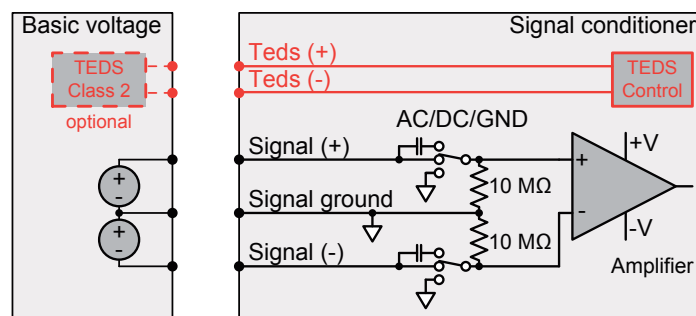 Basic voltage
Signal conditioner
TEDS
Class 2
optional
Teds (+)
Teds (-)
TEDS
Control
AC/DC/GND
Signal (+)
+
-
+
-
Signal ground
10 MΩ
10 MΩ
Signal (-)
+
-
+V
-V
Amplifier